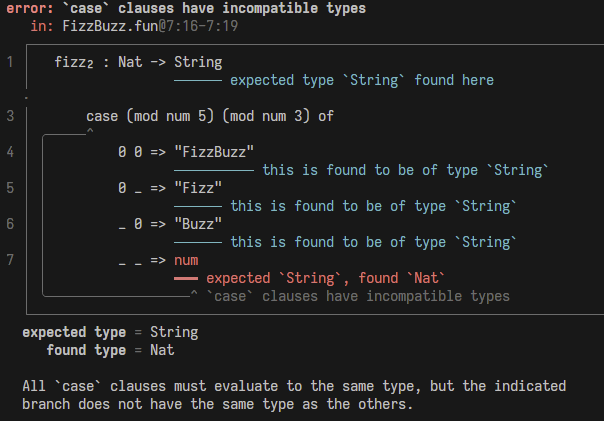 error: `case` clauses have incompatible types
in: FizzBuzz.fun@7:16-7:19
1 fizz₂ : Nat -> String
expected type `String` found here
3 case (mod num 5) (mod num 3) of
4 0 0 => "FizzBuzz"
this is found to be of type `String`
5 0 _ => "Fizz"
this is found to be of type `String`
6 _ 0 => "Buzz"
this is found to be of type `String`
7 _ _ => num
expected `String`, found `Nat`
^ `case` clauses have incompatible types
expected type = String
found type = Nat
All `case` clauses must evaluate to the same type, but the indicated
branch does not have the same type as the others.